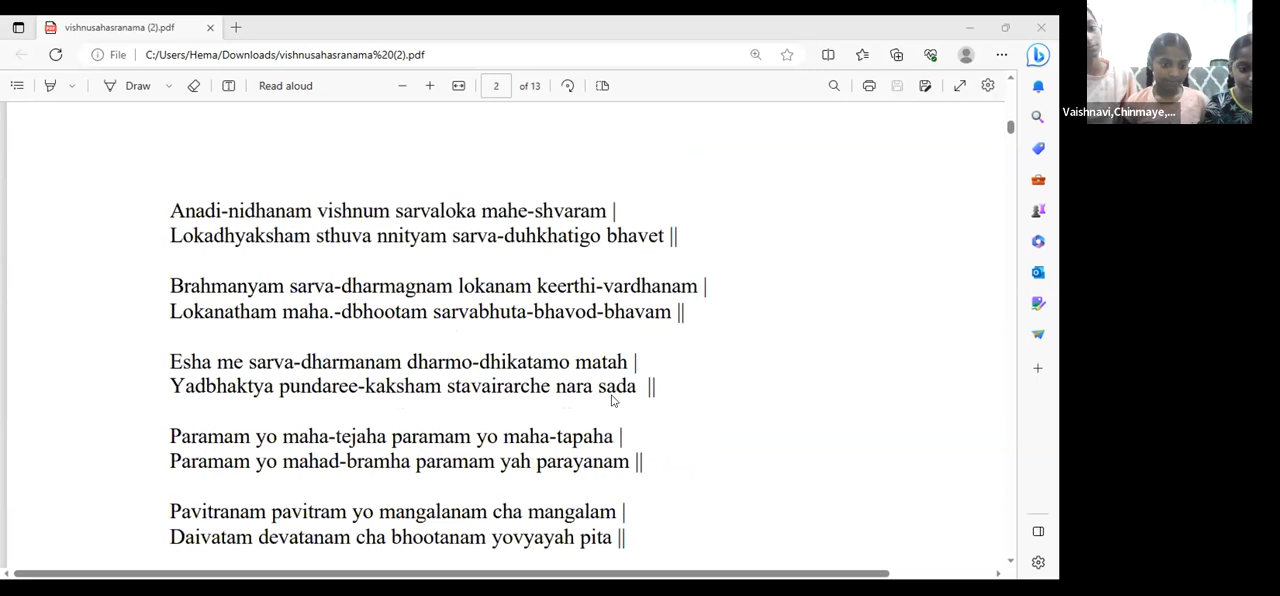 vishnusahasranama (2).pdf
File
C:/Users/Hema/Downloads/vishnusahasranama%20(2).pdf
Draw
Read aloud
2 of 13
Vaishnavi,Chinmaye,...
Anadi-nidhanam vishnum sarvaloka mahe-shvaram |
Lokadhyaksham sthuva nnityam sarva-duhkhatigo bhavet ||
Brahmanyam sarva-dharmagnam lokanam keerthi-vardhanam |
Lokanatham maha.-dbhootam sarvabhuta-bhavod-bhavam ||
Esha me sarva-dharmanam dharmo-dhikatamo matah |
Yadbhaktya pundaree-kaksham stavairarche nara sada ||
Paramam yo maha-tejaha paramam yo maha-tapaha |
Paramam yo mahad-bramha paramam yah parayanam ||
Pavitranam pavitram yo mangalanam cha mangalam |
Daivatam devatanam cha bhootanam yovyayah pita ||